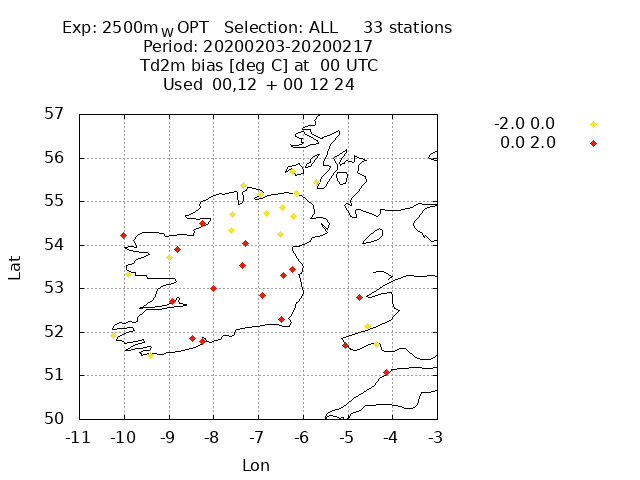 Exp: 2500m_W OPT Selection: ALL 33 stations
Period: 20200203-20200217
Td2m bias [deg C] at 00 UTC
Used 00,12 + 00 12 24
-2.0 0.0
0.0 2.0
Lat
57
56
55
54
53
52
51
50
-11 -10 -9 -8 -7 -6 -5 -4 -3
Lon